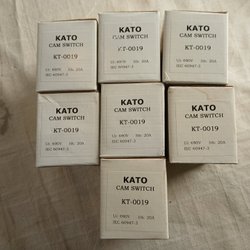 KATO
CAM SWITCH
KT-0019
Ui: 690V Ith: 20A
IEC 60947-3
KATO
CAM SWITCH
KT-0019
Ui: 690V Ith: 20A
IEC 60947-3
KATO
CAM SWITCH
KT-0019
Ui: 690V Ith: 20A
IEC 60947-3
KATO
CAM SWITCH
KT-0019
Ui: 690V Ith: 20A
IEC 60947-3
KATO
CAM SWITCH
KT-0019
Ui: 690V Ith: 20A
IEC 60947-3
KATO
CAM SWITCH
KT-0019
Ui: 690V Ith: 20A
IEC 60947-3
KATO
CAM SWITCH
KT-0019
Ui: 690V Ith: 20A
IEC 60947-3